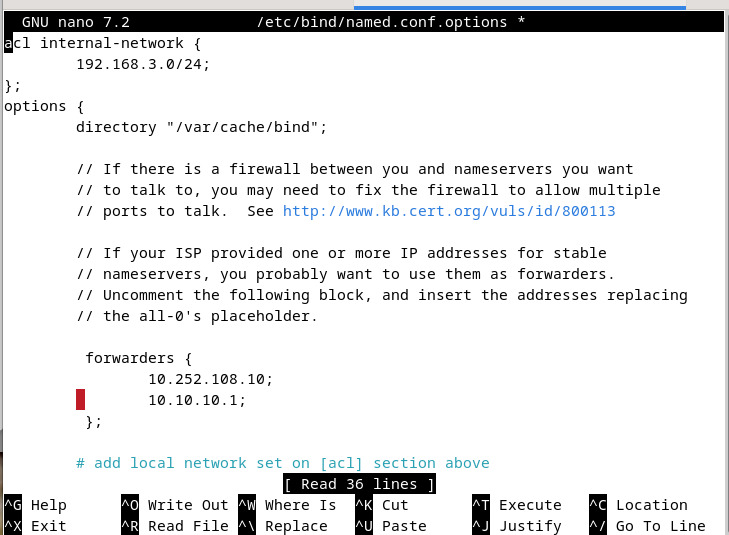 GNU nano 7.2 /etc/bind/named.conf.options *
acl internal-network {
        192.168.3.0/24;
};
options {
        directory "/var/cache/bind";

        // If there is a firewall between you and nameservers you want
        // to talk to, you may need to fix the firewall to allow multiple
        // ports to talk.  See http://www.kb.cert.org/vuls/id/800113

        // If your ISP provided one or more IP addresses for stable
        // nameservers, you probably want to use them as forwarders.
        // Uncomment the following block, and insert the addresses replacing
        // the all-0's placeholder.

         forwarders {
                10.252.108.10;
                10.10.10.1;
         };

        # add local network set on [acl] section above
[ Read 36 lines ]
^G Help ^O Write Out ^W Where Is ^K Cut ^T Execute ^C Location
^X Exit ^R Read File ^\ Replace ^U Paste ^J Justify ^/ Go To Line